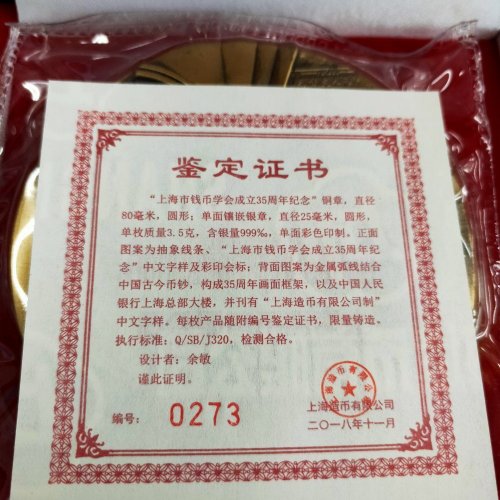 鉴定证书
“上海市钱币学会成立35周年纪念”铜章，直径
80毫米，圆形；单面镶嵌银章，直径25毫米，圆形，
单枚质量3.5克，含银量999‰，单面彩色印制。正面
图案为抽象线条、“上海市钱币学会成立35周年纪
念”中文字样及彩印会标；背面图案为金属弧线结合
中国古今币钞，构成35周年画面框架，以及中国人民
银行上海总部大楼，并刊有“上海造币有限公司制”
中文字样。每枚产品随附编号鉴定证书，限量铸造。
执行标准：Q/SB/J320，检测合格。
设计者：余敏
谨此证明。
上海造币有限公司
编号：0273
上海造币有限公司
二〇一八年十一月